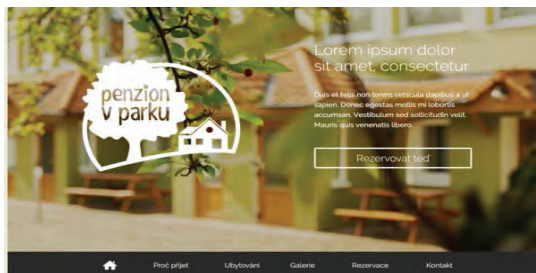 penzion
v parku
Lorem ipsum dolor
sit amet, consectetur
Duis et felis non lorem vehicula dapibus a ut
sapien. Donec egestas mollis mi lobortis
accumsan. Vestibulum sed sollicitudin velit.
Mauris quis venenatis libero.
Rezervovat teď
Proč přijet
Ubytování
Galerie
Rezervace
Kontakt